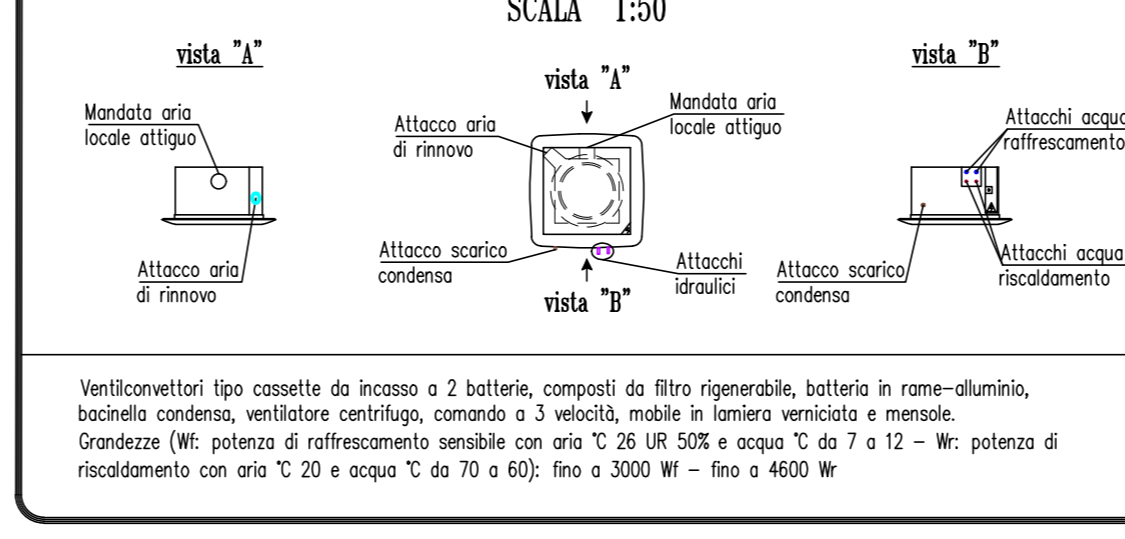 SCALA 1:50
vista "A"
Mandata aria
locale attiguo
Attacco aria
di rinnovo
vista "A"
Attacco aria
di rinnovo
Mandata aria
locale attiguo
Attacco scarico
condensa
Attacchi
idraulici
vista "B"
vista "B"
Attacchi acqua
raffrescamento
Attacco scarico
condensa
Attacchi acqua
riscaldamento
Ventilconvettori tipo cassette da incasso a 2 batterie, composti da filtro rigenerabile, batteria in rame-alluminio,
bacinella condensa, ventilatore centrifugo, comando a 3 velocità, mobile in lamiera verniciata e mensole.
Grandezze (Wf: potenza di raffrescamento sensibile con aria °C 26 UR 50% e acqua °C da 7 a 12 – Wr: potenza di
riscaldamento con aria °C 20 e acqua °C da 70 a 60): fino a 3000 Wf – fino a 4600 Wr